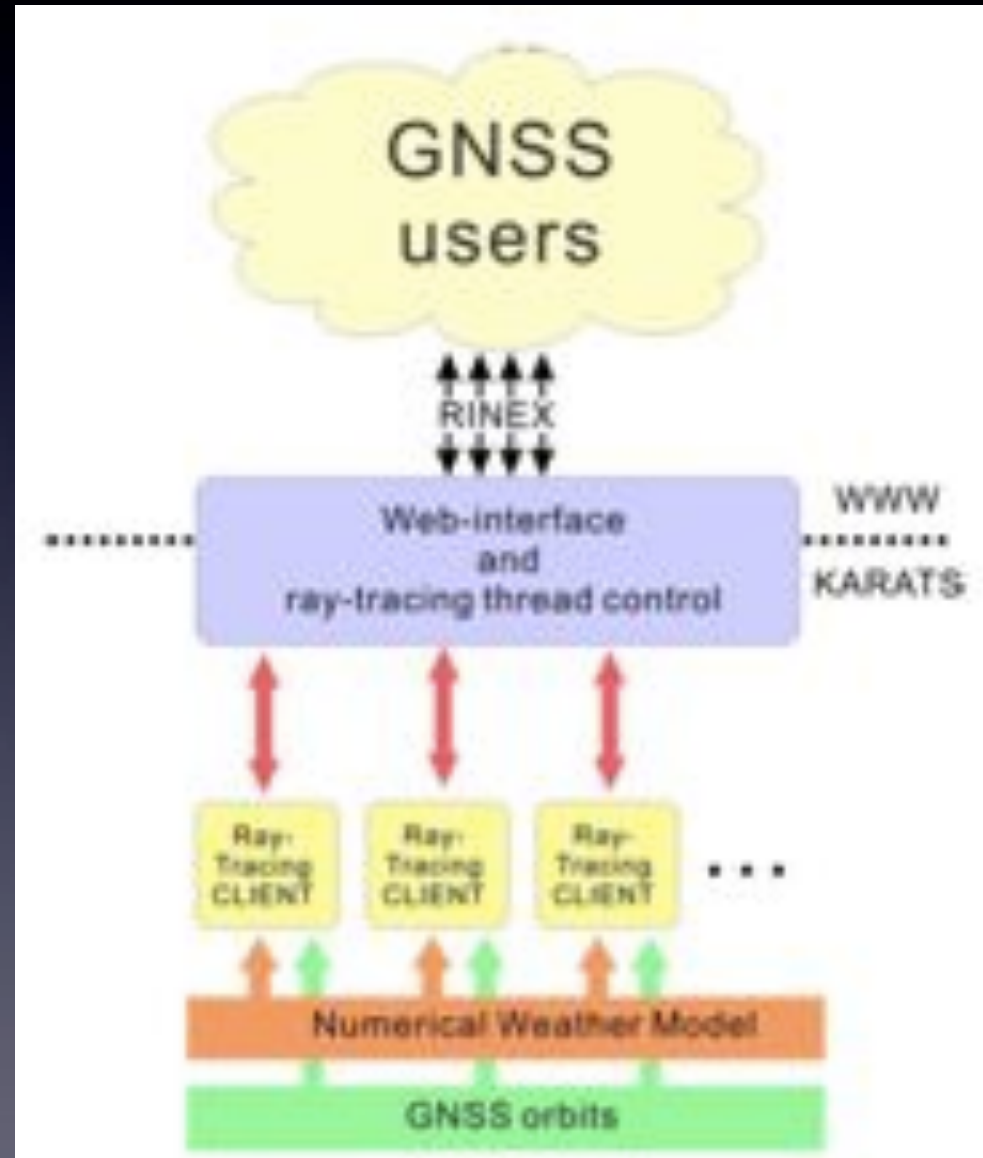 GNSS
users
RINEX
Web-interface
and
ray-tracing thread control
WWW
KARATS
Ray-
Tracing
CLIENT
Ray-
Tracing
CLIENT
Ray-
Tracing
CLIENT
...
Numerical Weather Model
GNSS orbits